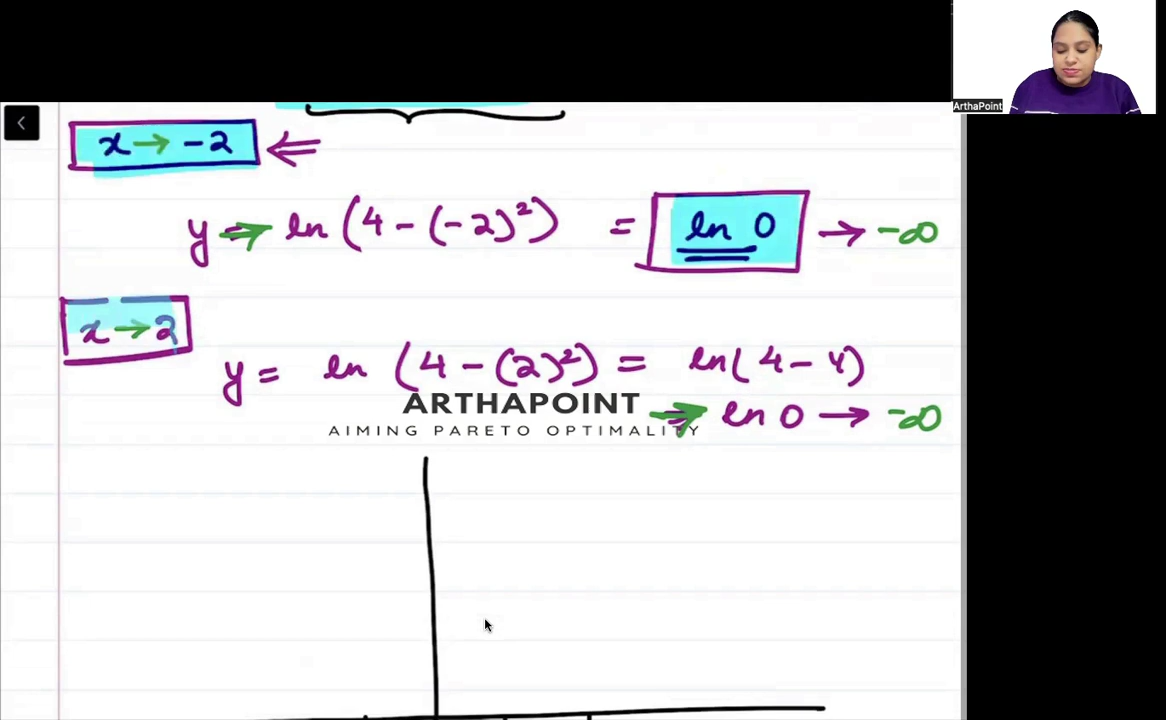 ArthaPoint
x → -2 ⇐
y → ln (4 - (-2)²) = ln 0 → -∞
x → 2
y = ln (4 - (2)²) = ln(4 - 4)
ARTHAPOINT
⇒ ln 0 → -∞
AIMING PARETO OPTIMALITY